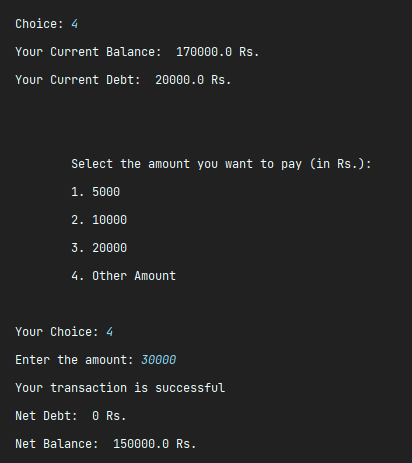 Choice: 4
Your Current Balance:  170000.0 Rs.
Your Current Debt:  20000.0 Rs.
Select the amount you want to pay (in Rs.):
1. 5000
2. 10000
3. 20000
4. Other Amount
Your Choice: 4
Enter the amount: 30000
Your transaction is successful
Net Debt:  0 Rs.
Net Balance:  150000.0 Rs.